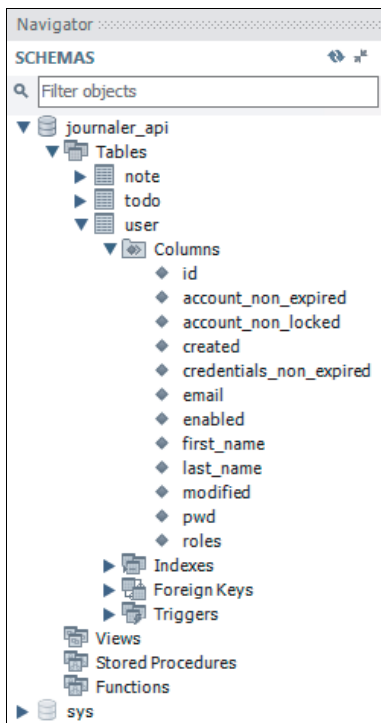 Navigator
SCHEMAS
Filter objects
journaler_api
Tables
note
todo
user
Columns
id
account_non_expired
account_non_locked
created
credentials_non_expired
email
enabled
first_name
last_name
modified
pwd
roles
Indexes
Foreign Keys
Triggers
Views
Stored Procedures
Functions
sys